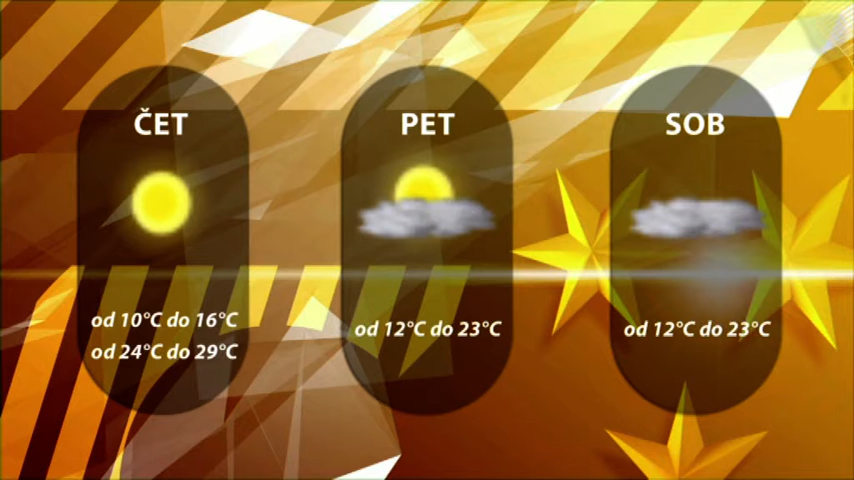 ČET
od 10°C do 16°C
od 24°C do 29°C
PET
od 12°C do 23°C
SOB
od 12°C do 23°C